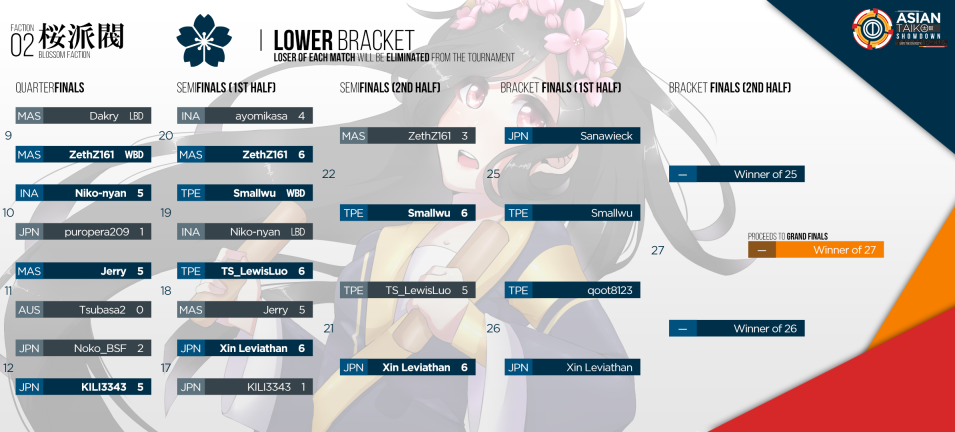 FACTION
02 桜派閥
BLOSSOM FACTION
LOWER BRACKET
LOSER OF EACH MATCH WILL BE ELIMINATED FROM THE TOURNAMENT
ASIAN
TAIKO
SHOWDOWN
QUARTERFINALS
9
MAS Dakry LBD
MAS ZethZ161 WBD
10
INA Niko-nyan 5
JPN puropera209 1
11
MAS Jerry 5
AUS Tsubasa2 0
12
JPN Noko_BSF 2
JPN KILI3343 5
SEMIFINALS (1ST HALF)
20
INA ayomikasa 4
MAS ZethZ161 6
19
TPE Smallwu WBD
INA Niko-nyan LBD
18
TPE TS_LewisLuo 6
MAS Jerry 5
17
JPN Xin Leviathan 6
JPN KILI3343 1
SEMIFINALS (2ND HALF)
22
MAS ZethZ161 3
TPE Smallwu 6
21
TPE TS_LewisLuo 5
JPN Xin Leviathan 6
BRACKET FINALS (1ST HALF)
25
JPN Sanawieck
TPE Smallwu
26
TPE qoot8123
JPN Xin Leviathan
BRACKET FINALS (2ND HALF)
27
— Winner of 25
— Winner of 26
PROCEEDS TO GRAND FINALS
— Winner of 27